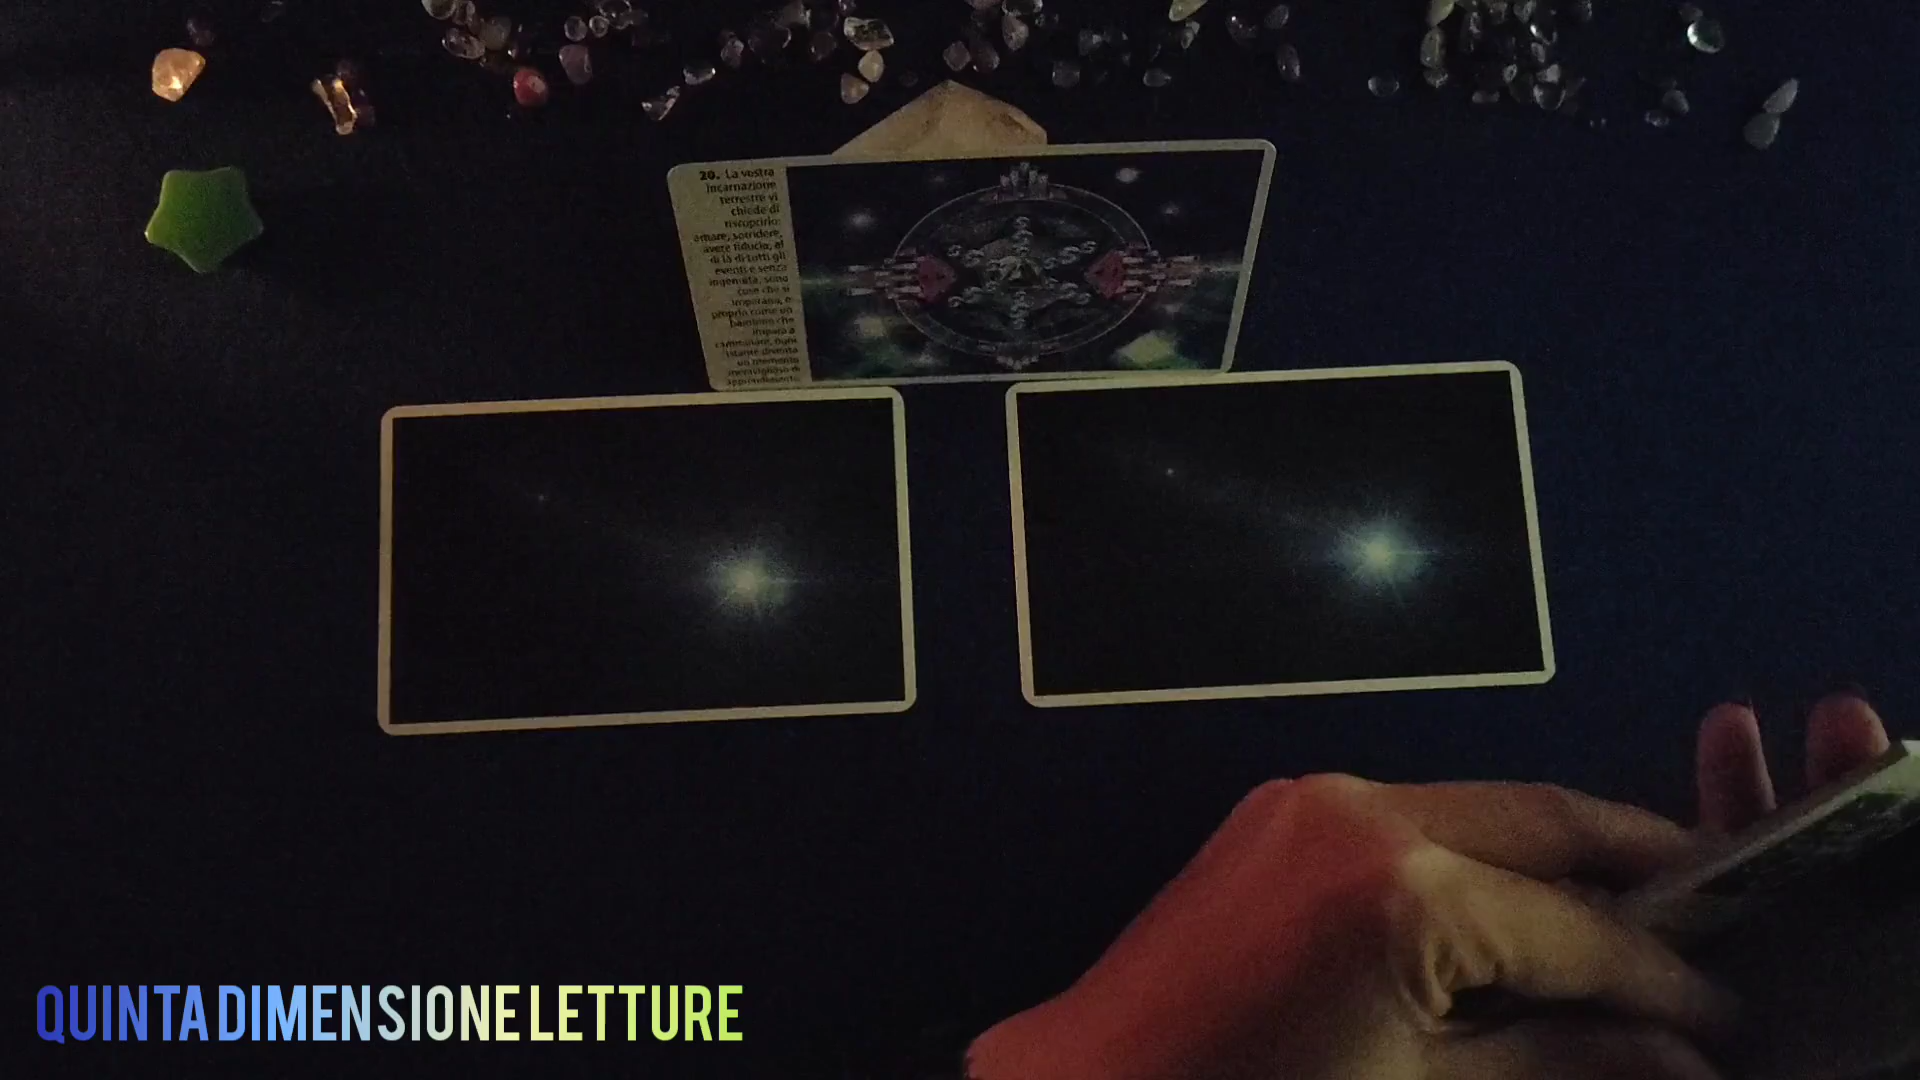 20. La vostra
incarnazione
terrestre vi
chiede di
riscoprirlo:
amare, sorridere,
avere fiducia, al
di là di tutti gli
eventi e senza
ingenuità, sono
cose che si
imparano, e
proprio come un
bambino che
impara a
camminare, ogni
istante diventa
un momento
meraviglioso di
apprendimento
QUINTA DIMENSIONE LETTURE